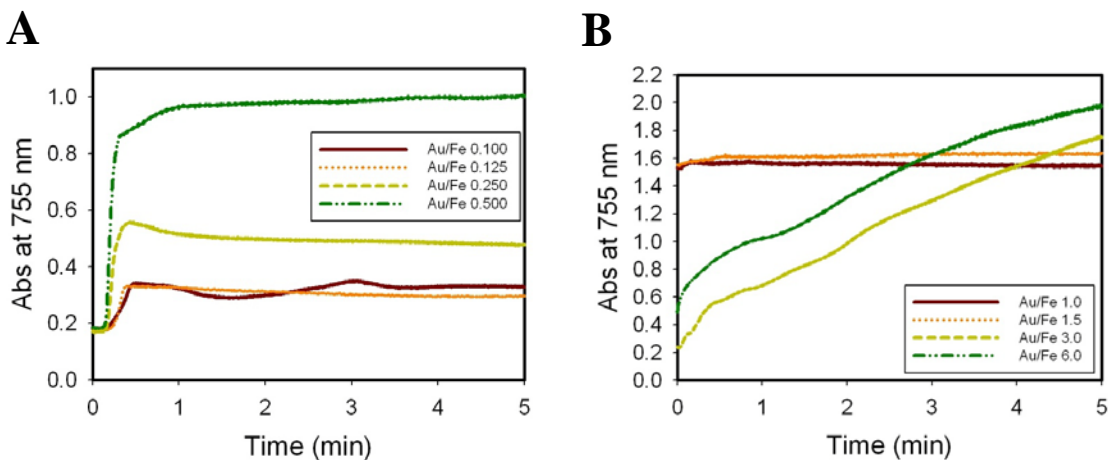 A
Abs at 755 nm
1.0
0.8
0.6
0.4
0.2
0.0
0 1 2 3 4 5
Time (min)
Au/Fe 0.100
Au/Fe 0.125
Au/Fe 0.250
Au/Fe 0.500
B
Abs at 755 nm
2.2
2.0
1.8
1.6
1.4
1.2
1.0
0.8
0.6
0.4
0.2
0.0
0 1 2 3 4 5
Time (min)
Au/Fe 1.0
Au/Fe 1.5
Au/Fe 3.0
Au/Fe 6.0